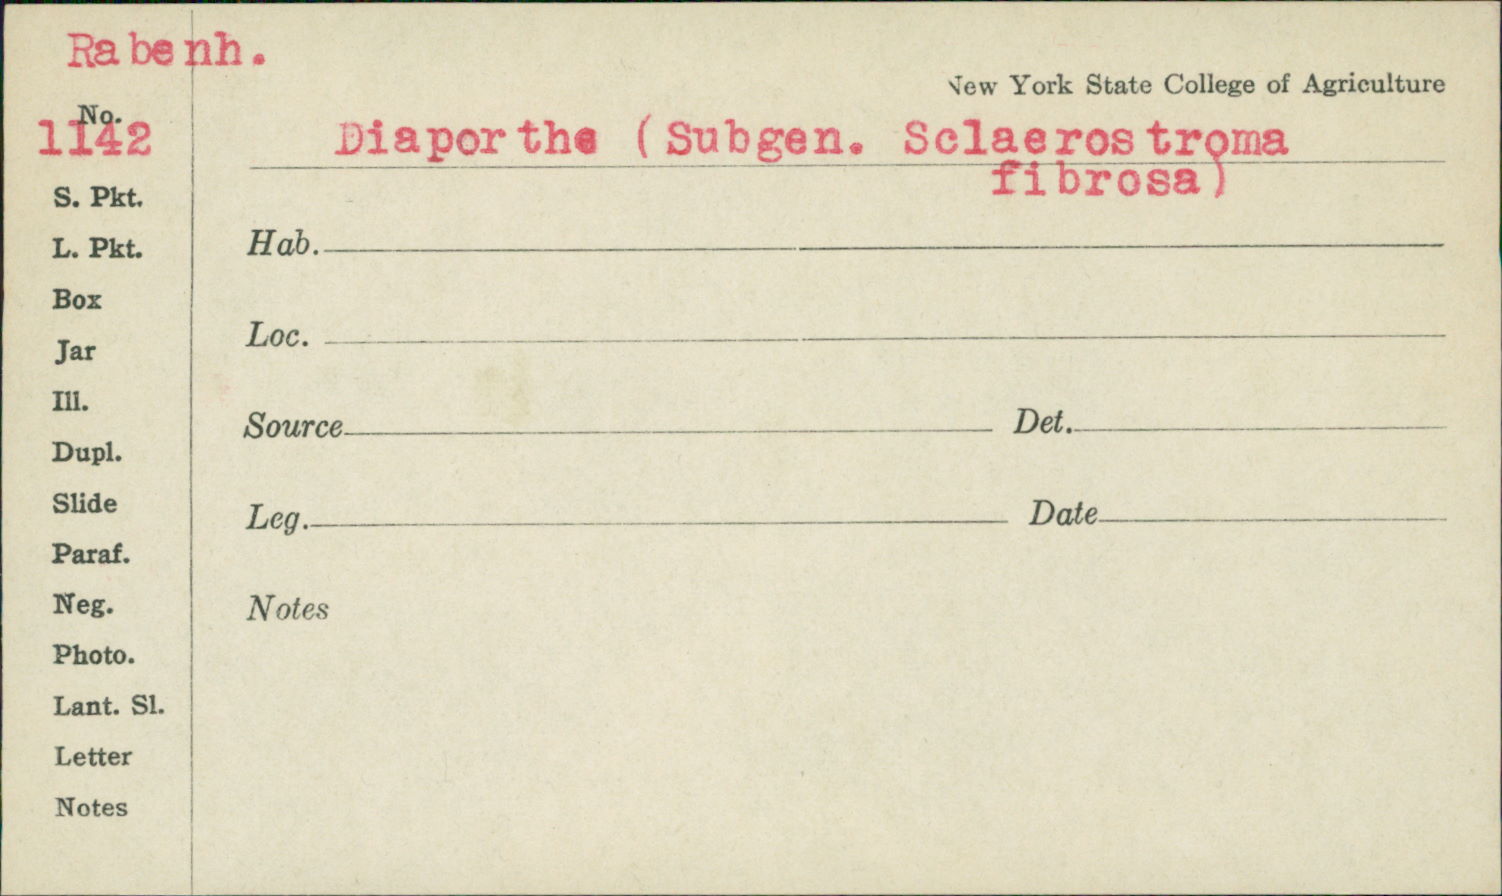 Rabenh.
New York State College of Agriculture
No.
1142
Diaporthe (Subgen. Sclaerostroma
fibrosa)
S. Pkt.
L. Pkt.
Hab.
Box
Loc.
Jar
Ill.
Source Det.
Dupl.
Slide
Leg. Date
Paraf.
Neg.
Notes
Photo.
Lant. Sl.
Letter
Notes